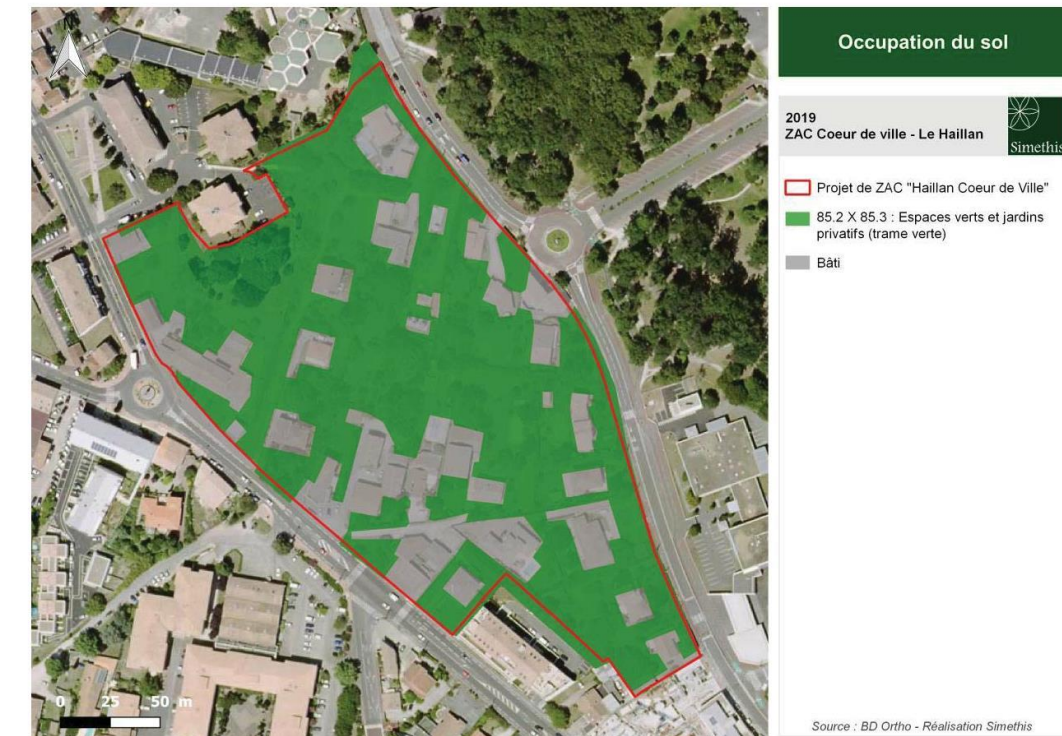 Occupation du sol
2019
ZAC Coeur de ville - Le Haillan
Simethis
Projet de ZAC "Haillan Coeur de Ville"
85.2 X 85.3 : Espaces verts et jardins
privatifs (trame verte)
Bâti
N
0 25 50 m
Source : BD Ortho - Réalisation Simethis